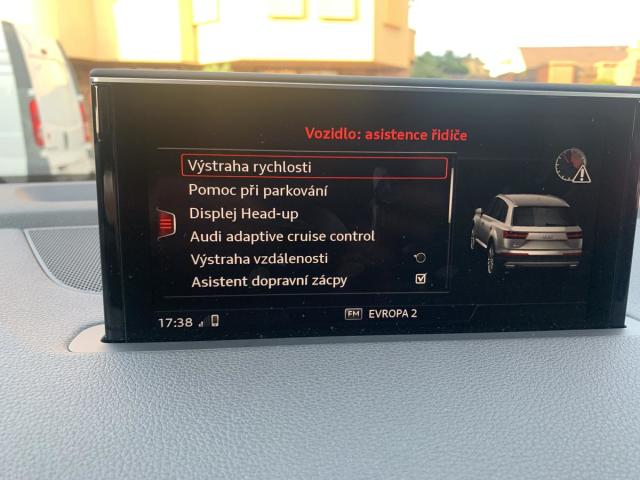 Vozidlo: asistence řidiče
Výstraha rychlosti
Pomoc při parkování
Displej Head-up
Audi adaptive cruise control
Výstraha vzdálenosti
Asistent dopravní zácpy
17:38
FM EVROPA 2